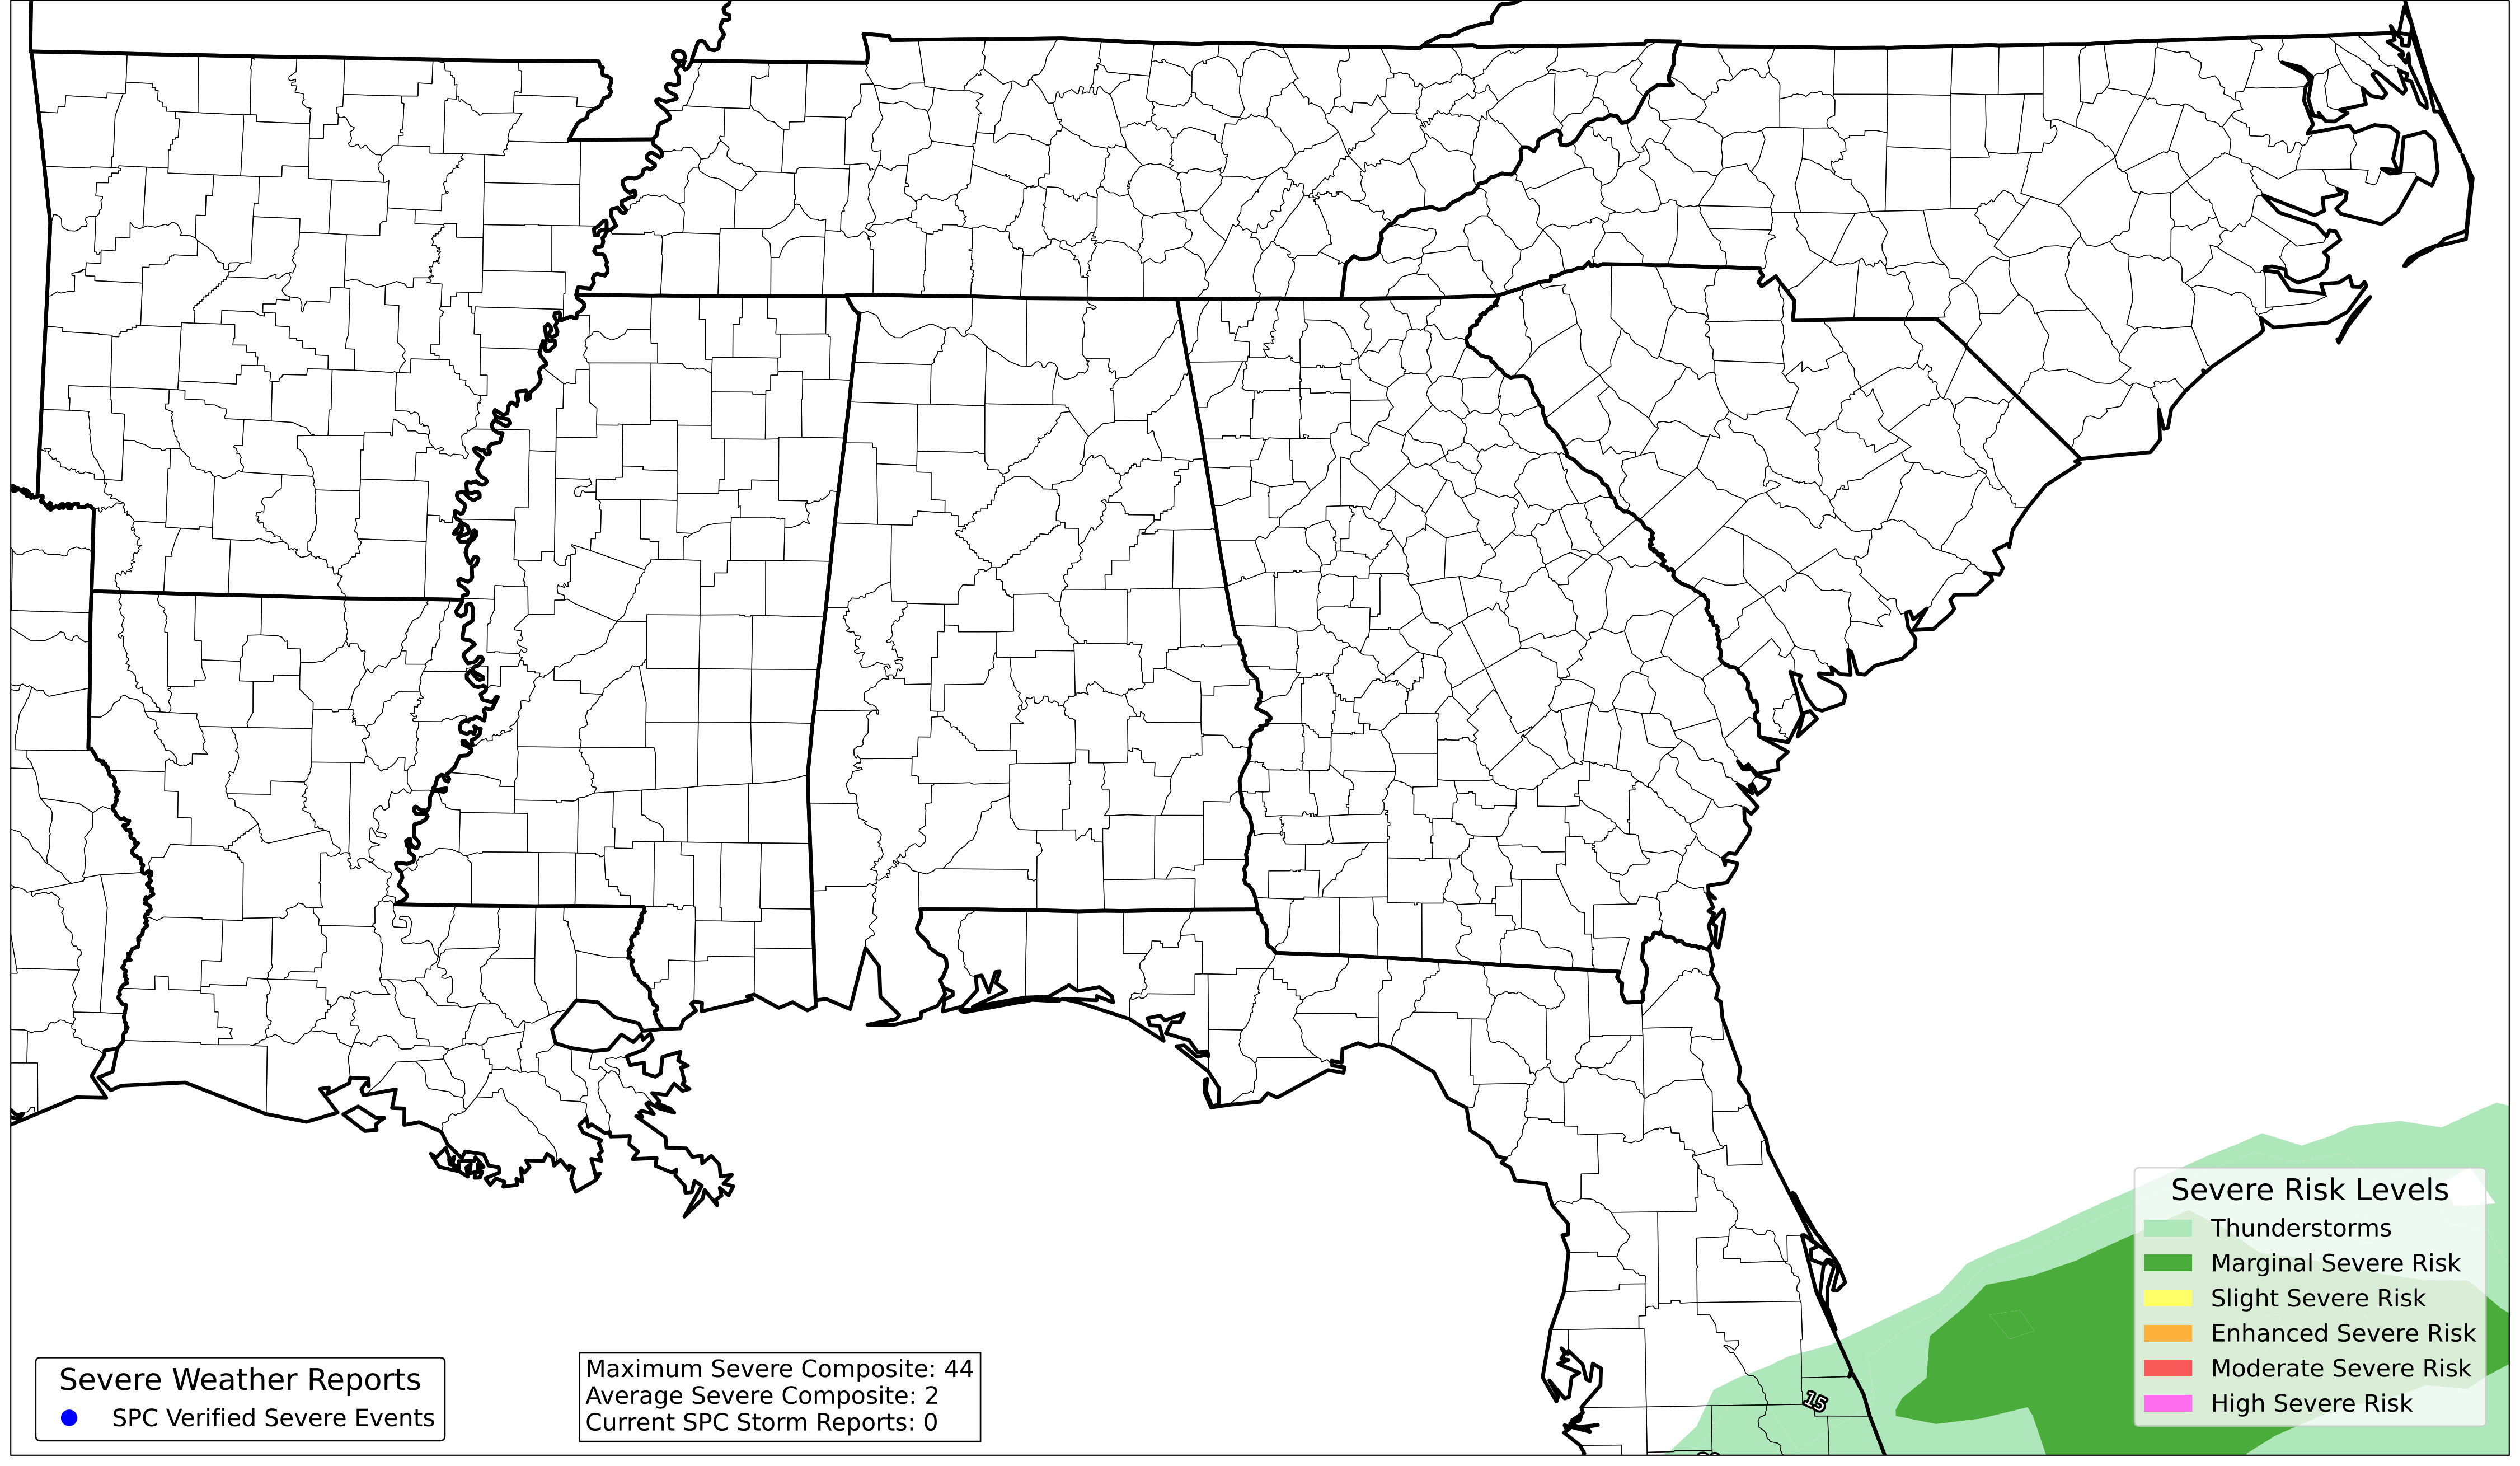 15
Severe Risk Levels
Thunderstorms
Marginal Severe Risk
Slight Severe Risk
Enhanced Severe Risk
Moderate Severe Risk
High Severe Risk
Severe Weather Reports
SPC Verified Severe Events
Maximum Severe Composite: 44
Average Severe Composite: 2
Current SPC Storm Reports: 0